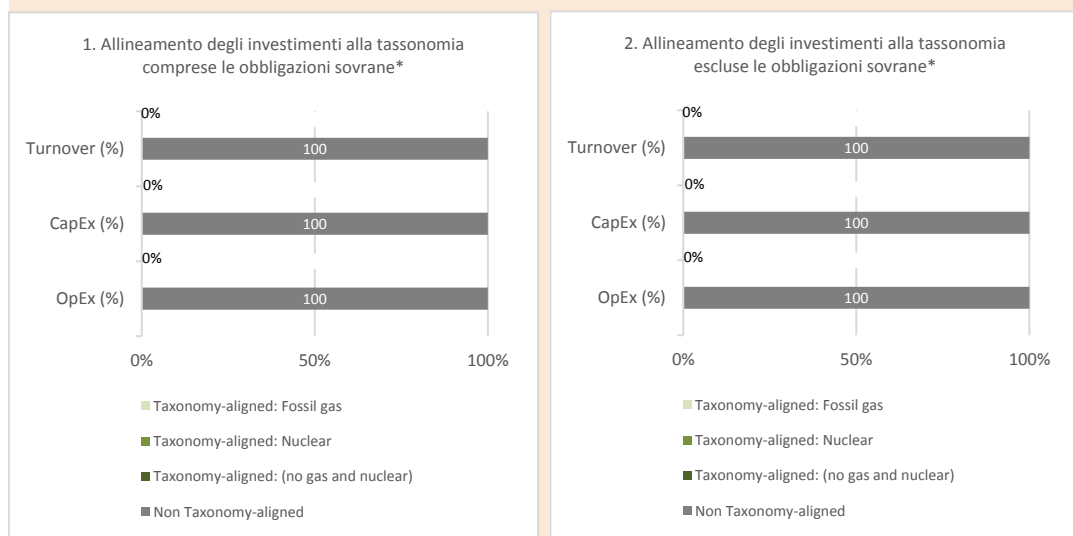 1. Allineamento degli investimenti alla tassonomia
comprese le obbligazioni sovrane*
0%
Turnover (%)
100
0%
CapEx (%)
100
0%
OpEx (%)
100
0%
50%
100%
Taxonomy-aligned: Fossil gas
Taxonomy-aligned: Nuclear
Taxonomy-aligned: (no gas and nuclear)
Non Taxonomy-aligned
2. Allineamento degli investimenti alla tassonomia
escluse le obbligazioni sovrane*
0%
Turnover (%)
100
0%
CapEx (%)
100
0%
OpEx (%)
100
0%
50%
100%
Taxonomy-aligned: Fossil gas
Taxonomy-aligned: Nuclear
Taxonomy-aligned: (no gas and nuclear)
Non Taxonomy-aligned